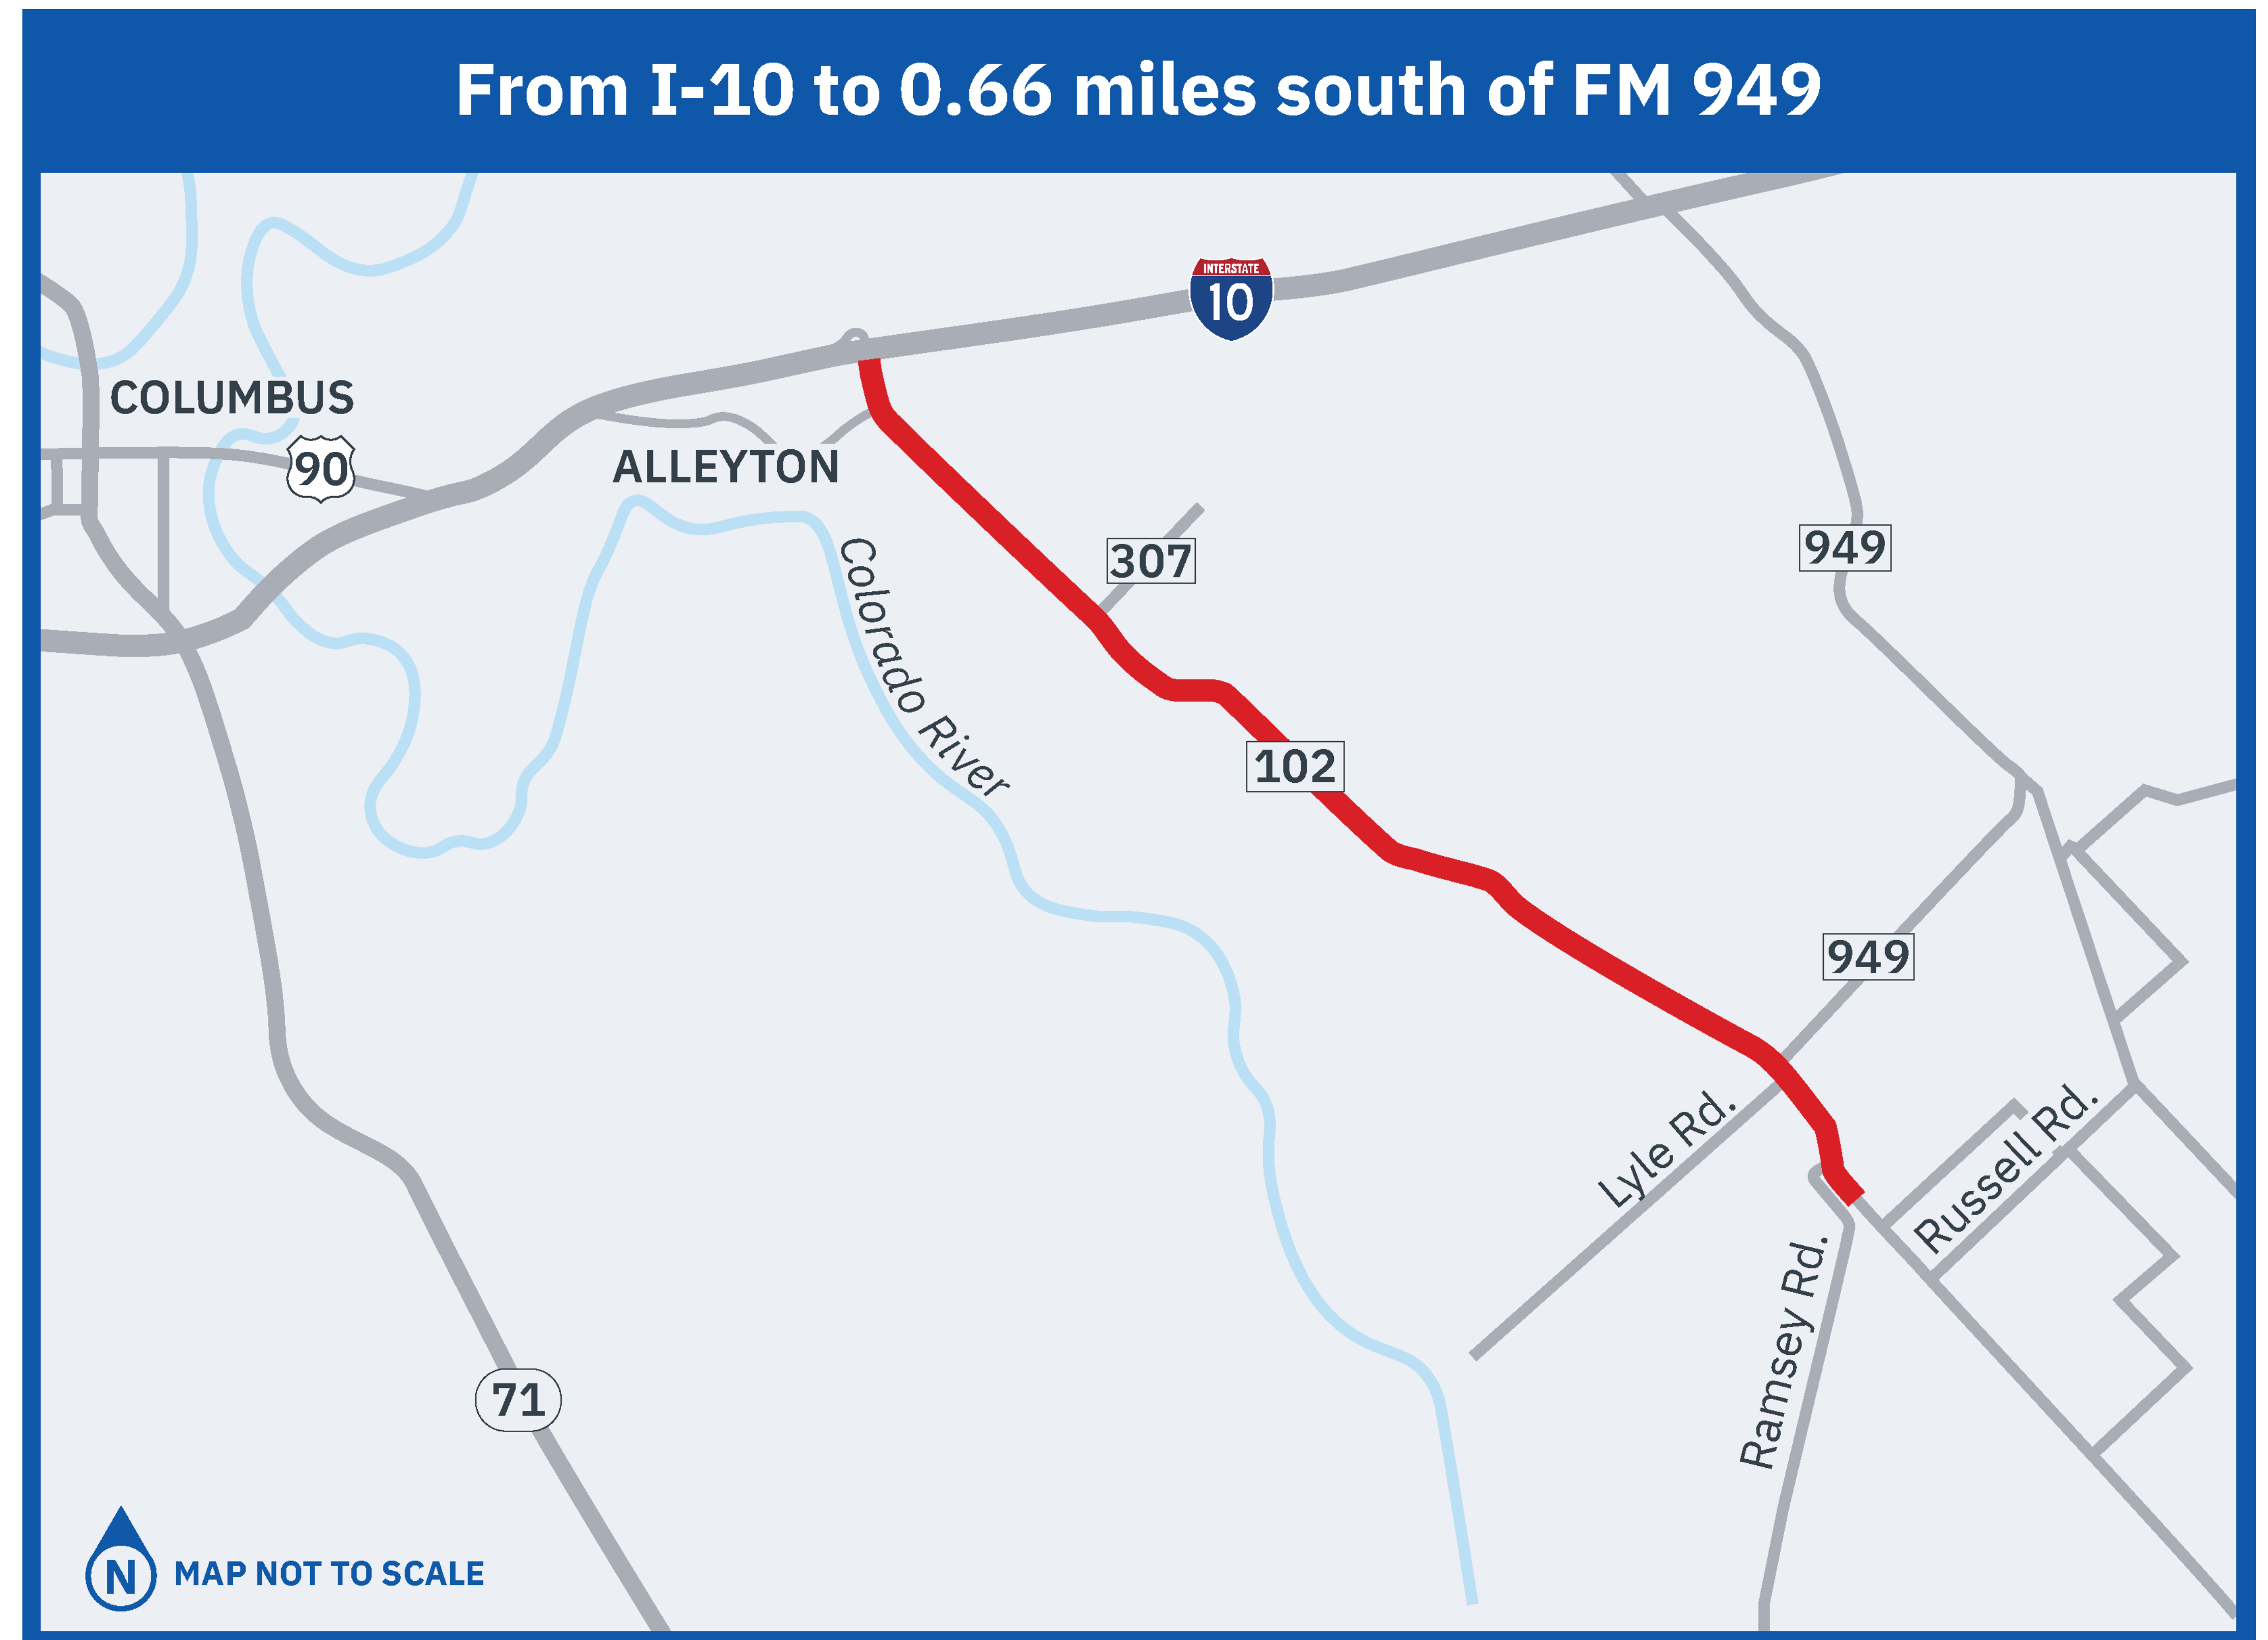 From I-10 to 0.66 miles south of FM 949
INTERSTATE
10
COLUMBUS
90
ALLEYTON
Colorado River
307
949
102
949
Lyle Rd.
Russell Rd.
Ramsey Rd.
71
N
MAP NOT TO SCALE